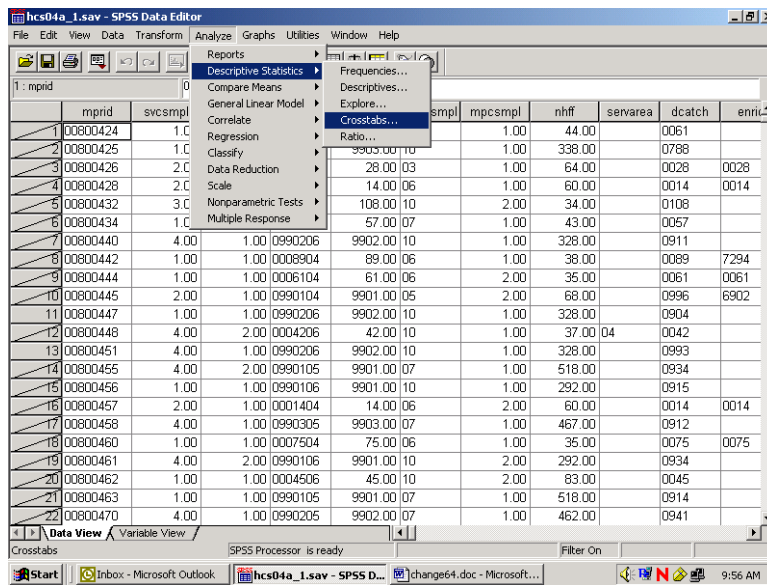 hcs04a_1.sav - SPSS Data Editor
File Edit View Data Transform Analyze Graphs Utilities Window Help
Reports
Descriptive Statistics
Compare Means
General Linear Model
Correlate
Regression
Classify
Data Reduction
Scale
Nonparametric Tests
Multiple Response
Frequencies...
Descriptives...
Explore...
Crosstabs...
Ratio...
1 : mprid
mprid svcsmpl smpl mpcsmpl nhff servarea dcatch
1 00800424 1.0 1.00 44.00 0061
2 00800425 1.0 9903.00 10 1.00 338.00 0788
3 00800426 2.0 28.00 03 1.00 64.00 0028 0028
4 00800428 2.0 14.00 06 1.00 60.00 0014 0014
5 00800432 3.0 108.00 10 2.00 34.00 0108
6 00800434 1.0 57.00 07 1.00 43.00 0057
7 00800440 4.00 1.00 0990206 9902.00 10 1.00 328.00 0911
8 00800442 1.00 1.00 0008904 89.00 06 1.00 38.00 0089 7294
9 00800444 1.00 1.00 0006104 61.00 06 2.00 35.00 0061 0061
10 00800445 2.00 1.00 0990104 9901.00 05 2.00 68.00 0996 6902
11 00800447 1.00 1.00 0990206 9902.00 10 1.00 328.00 0904
12 00800448 4.00 2.00 0004206 42.00 10 1.00 37.00 04 0042
13 00800451 4.00 1.00 0990206 9902.00 10 1.00 328.00 0993
14 00800455 4.00 2.00 0990105 9901.00 07 1.00 518.00 0934
15 00800456 1.00 1.00 0990106 9901.00 10 1.00 292.00 0915
16 00800457 2.00 1.00 0001404 14.00 06 2.00 60.00 0014 0014
17 00800458 4.00 1.00 0990305 9903.00 07 1.00 467.00 0912
18 00800460 1.00 1.00 0007504 75.00 06 1.00 35.00 0075 0075
19 00800461 4.00 2.00 0990106 9901.00 10 2.00 292.00 0934
20 00800462 1.00 1.00 0004506 45.00 10 2.00 83.00 0045
21 00800463 1.00 1.00 0990105 9901.00 07 1.00 518.00 0914
22 00800470 4.00 1.00 0990205 9902.00 07 1.00 462.00 0941
Data View Variable View
Crosstabs SPSS Processor is ready Filter On
Start Inbox - Microsoft Outlook hcs04a_1.sav - SPSS D... change64.doc - Microsoft... 9:56 AM